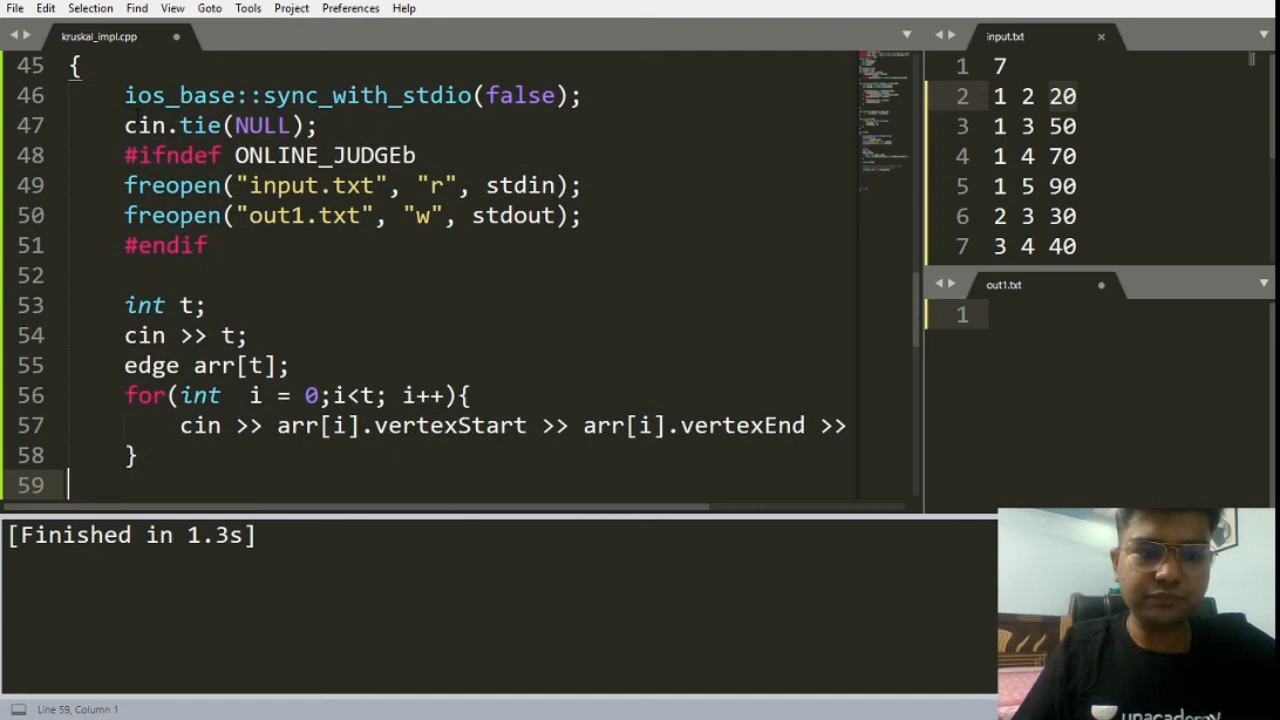 File Edit Selection Find View Goto Tools Project Preferences Help
kruskal_impl.cpp
45 {
46 ios_base::sync_with_stdio(false);
47 cin.tie(NULL);
48 #ifndef ONLINE_JUDGEb
49 freopen("input.txt", "r", stdin);
50 freopen("out1.txt", "w", stdout);
51 #endif
52
53 int t;
54 cin >> t;
55 edge arr[t];
56 for(int  i = 0;i<t; i++){
57 cin >> arr[i].vertexStart >> arr[i].vertexEnd >>
58 }
59
input.txt
1 7
2 1 2 20
3 1 3 50
4 1 4 70
5 1 5 90
6 2 3 30
7 3 4 40
out1.txt
1
[Finished in 1.3s]
unacademy
Line 59, Column 1